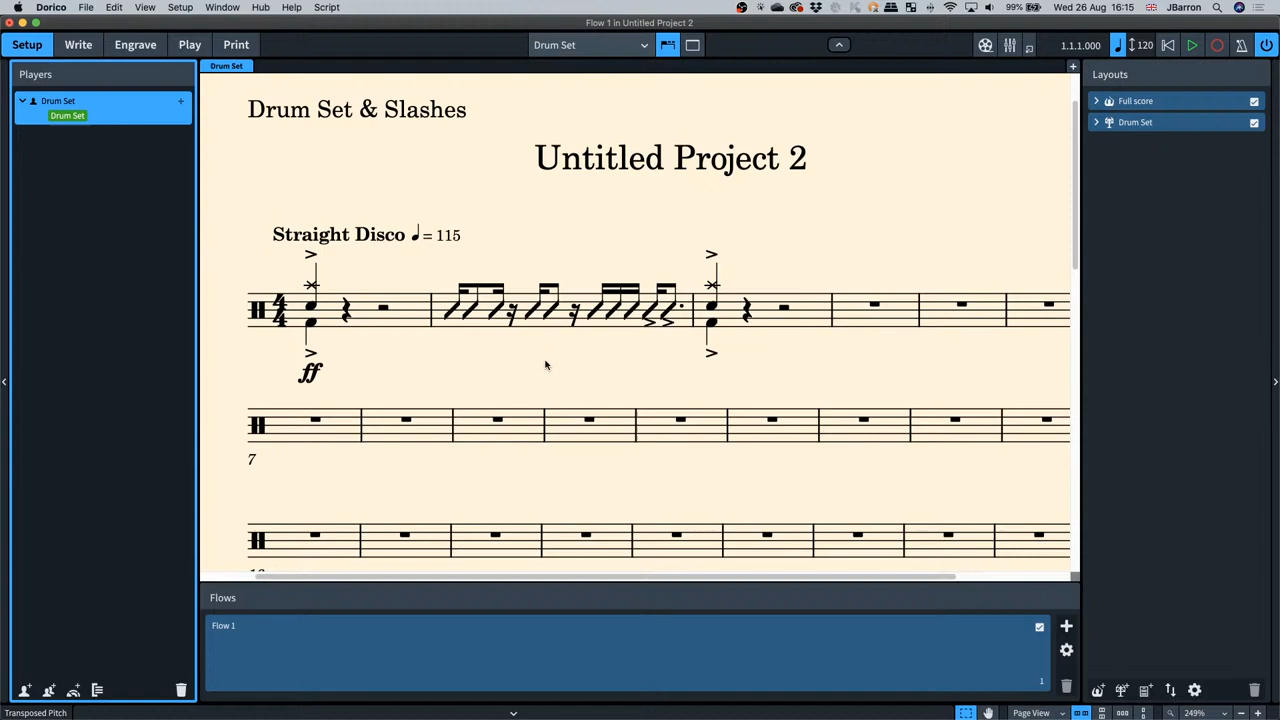 Dorico File Edit View Setup Window Hub Help Script 99% Wed 26 Aug 16:15 JBarron
Flow 1 in Untitled Project 2
Setup Write Engrave Play Print Drum Set 1.1.1.000 120
Players
Drum Set
Drum Set
Drum Set
Drum Set & Slashes
Untitled Project 2
Straight Disco = 115
4
4
ff
7
Layouts
Full score
Drum Set
Flows
Flow 1
1
Transposed Pitch Page View 249%